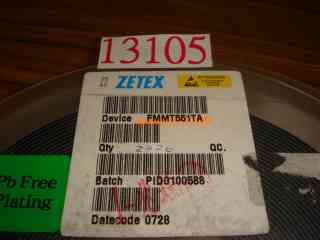 13105
ZETEX
Device FMMT551TA
Qty QC.
Batch PID0100588
Datecode 0728
Pb Free
Plating